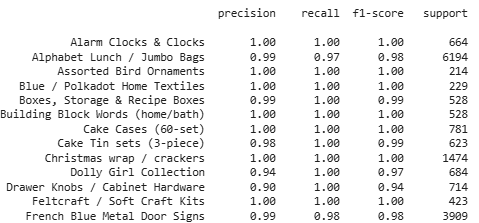 precision recall f1-score support
Alarm Clocks & Clocks 1.00 1.00 1.00 664
Alphabet Lunch / Jumbo Bags 0.99 0.97 0.98 6194
Assorted Bird Ornaments 1.00 1.00 1.00 214
Blue / Polkadot Home Textiles 1.00 1.00 1.00 229
Boxes, Storage & Recipe Boxes 0.99 1.00 0.99 528
Building Block Words (home/bath) 1.00 1.00 1.00 528
Cake Cases (60-set) 1.00 1.00 1.00 781
Cake Tin sets (3-piece) 0.98 1.00 0.99 623
Christmas wrap / crackers 1.00 1.00 1.00 1474
Dolly Girl Collection 0.94 1.00 0.97 684
Drawer Knobs / Cabinet Hardware 0.90 1.00 0.94 714
Feltcraft / Soft Craft Kits 1.00 1.00 1.00 423
French Blue Metal Door Signs 0.99 0.98 0.98 3909